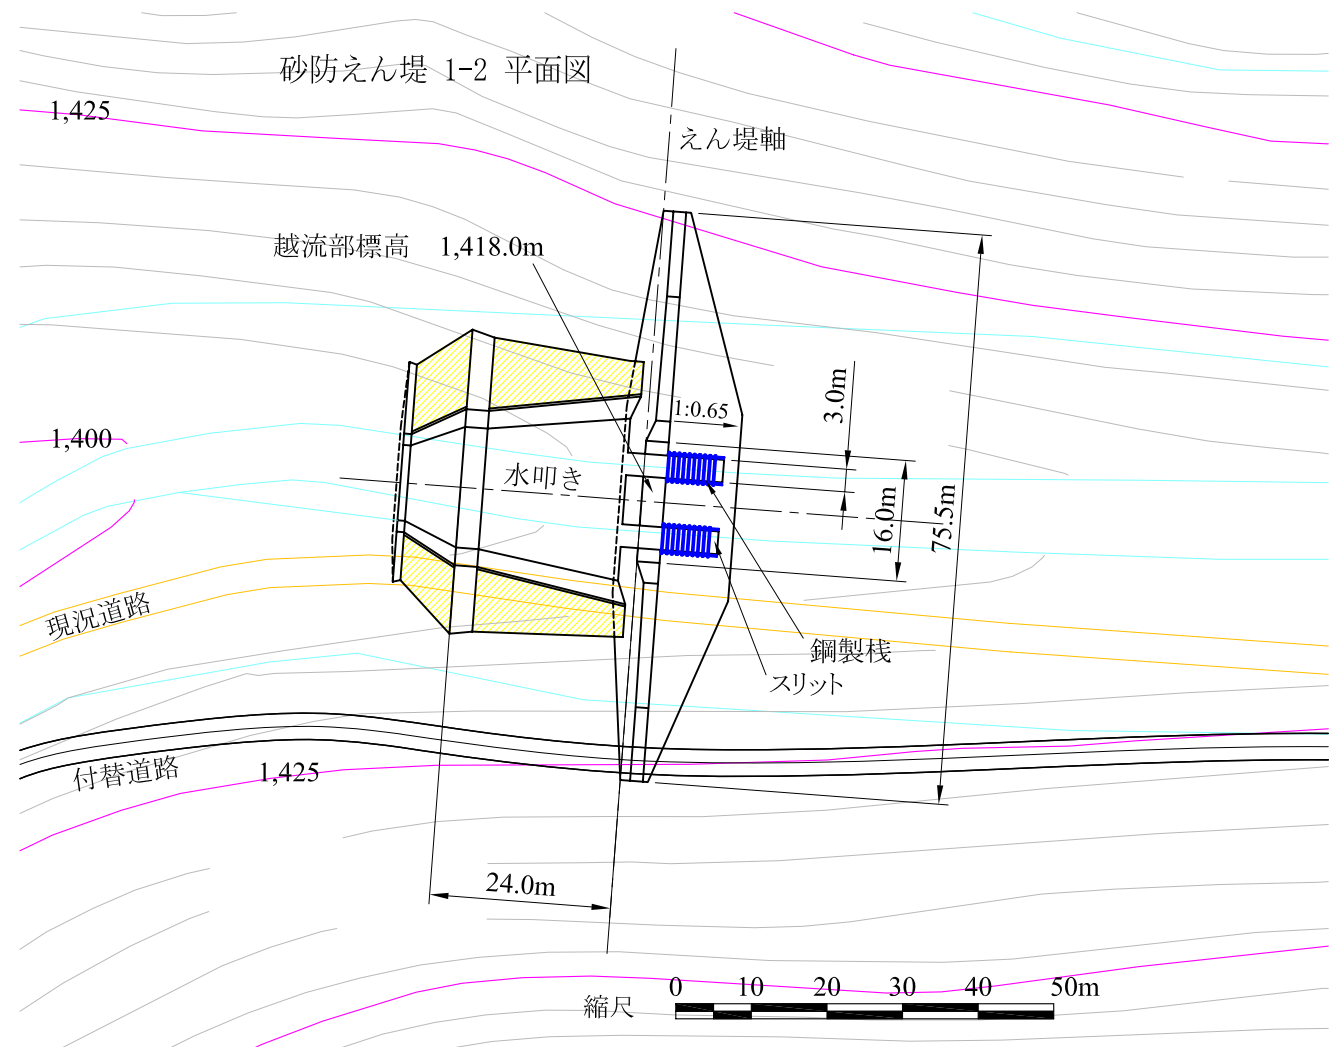 砂防えん堤 1-2 平面図
1,425
えん堤軸
越流部標高 1,418.0m
3.0m
1:0.65
1,400
水叩き
16.0m
75.5m
現況道路
鋼製桟
スリット
付替道路
1,425
24.0m
縮尺
0 10 20 30 40 50m